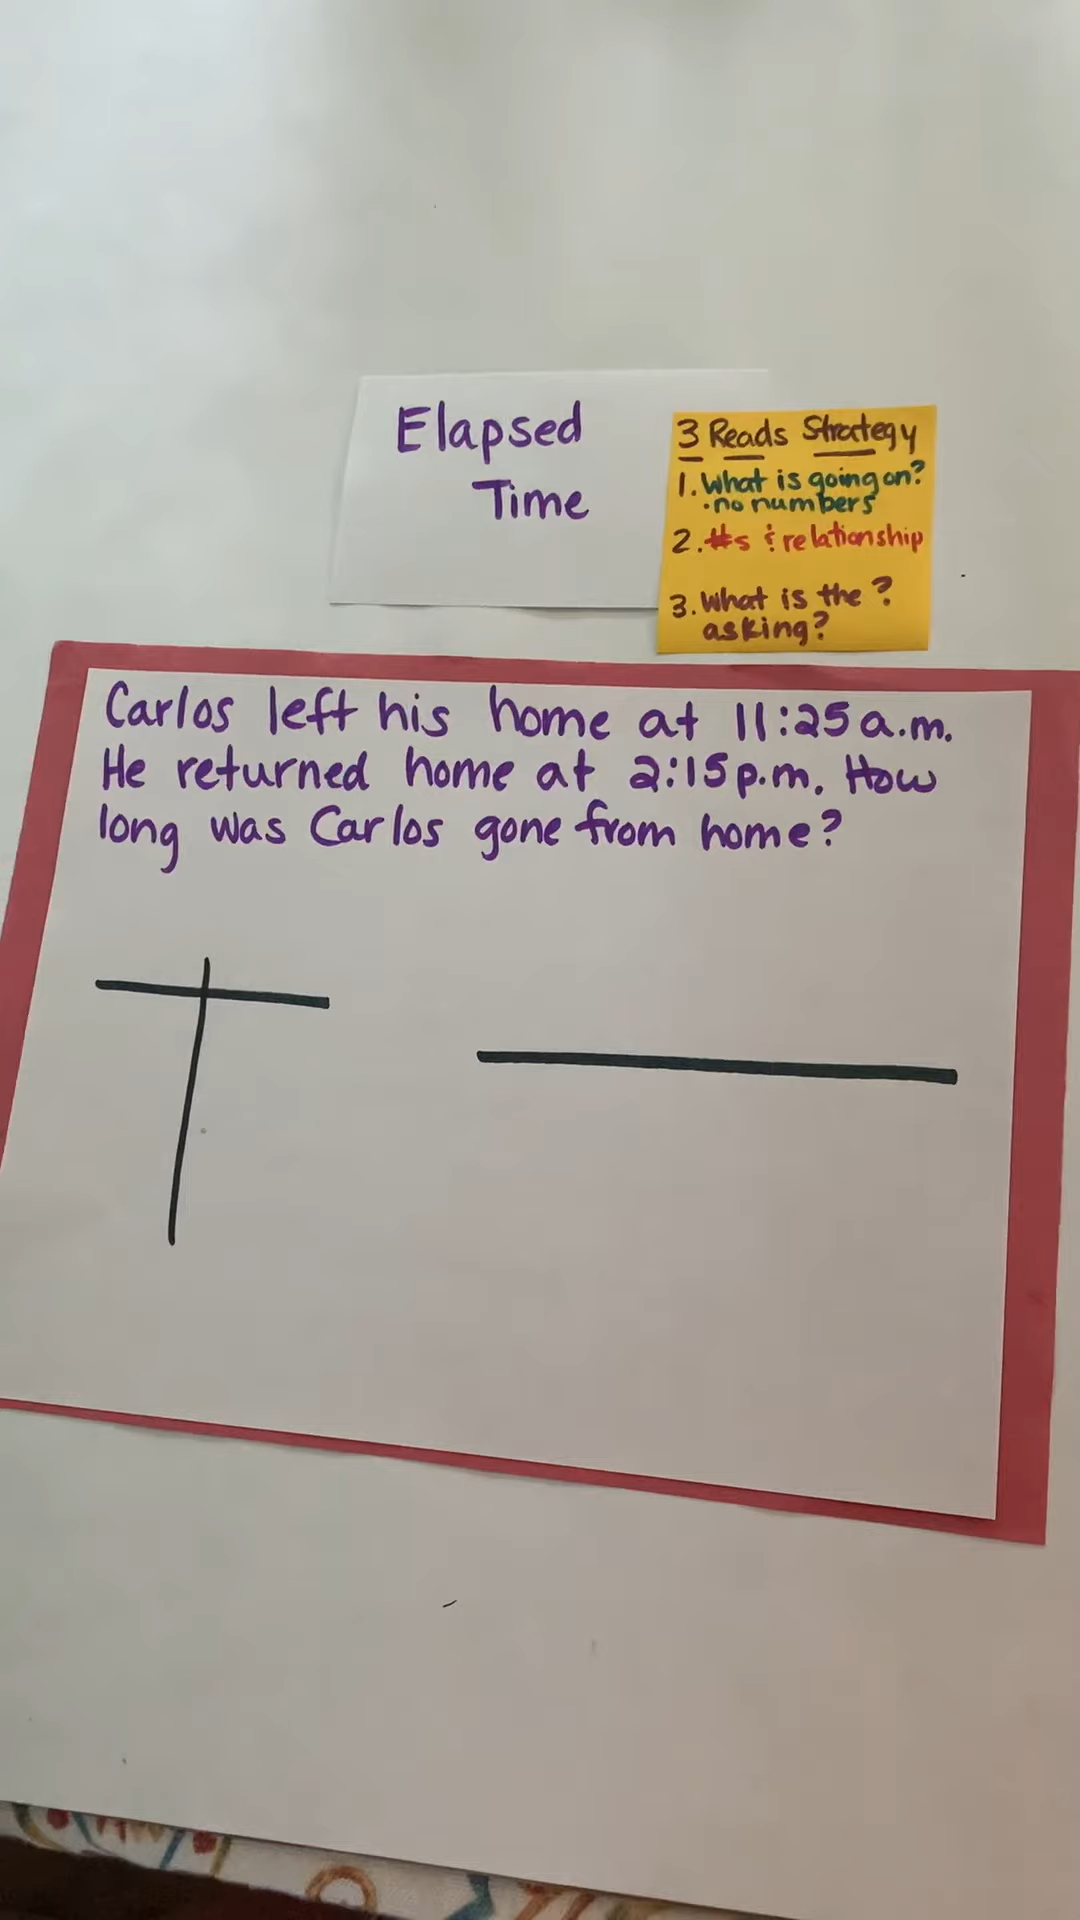 Elapsed
Time
3 Reads Strategy
1. What is going on?
• no numbers
2. #s & relationship
3. What is the ?
asking?
Carlos left his home at 11:25 a.m.
He returned home at 2:15 p.m. How
long was Carlos gone from home?